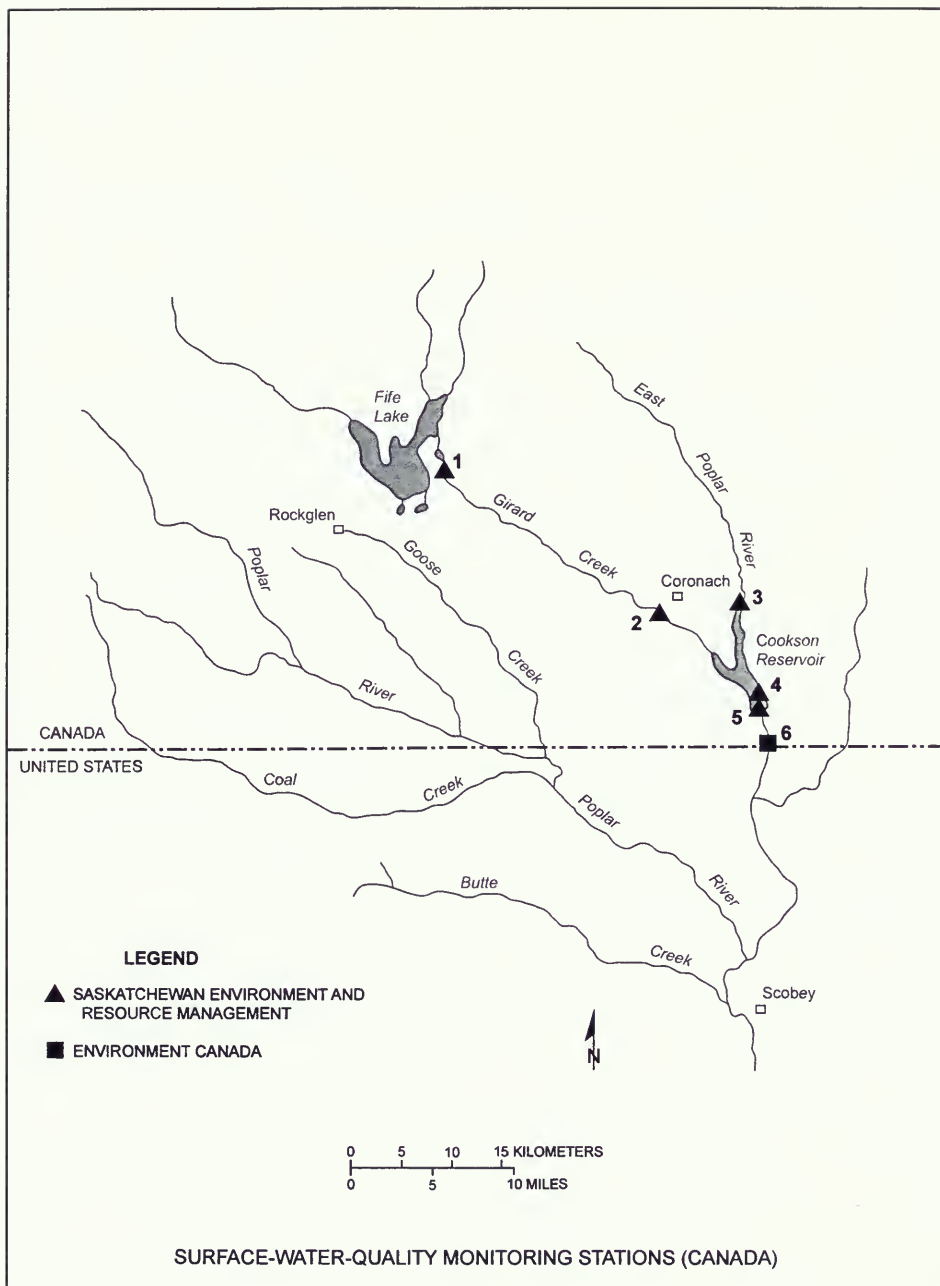 Fife
Lake
East
Poplar
River
1
Girard
Creek
Rockglen
Goose
Creek
Coronach
2
3
Cookson
Reservoir
4
5
6
Poplar
River
CANADA
UNITED STATES
Coal
Creek
Poplar
River
Butte
Creek
Scobey
LEGEND
SASKATCHEWAN ENVIRONMENT AND
RESOURCE MANAGEMENT
ENVIRONMENT CANADA
N
0 5 10 15 KILOMETERS
0 5 10 MILES
SURFACE-WATER-QUALITY MONITORING STATIONS (CANADA)